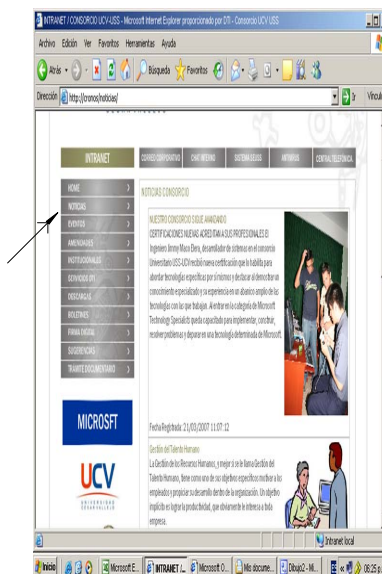 INTRANET / CONSORCIO UCV-USS - Microsoft Internet Explorer proporcionado por DTI - Consorcio UCV USS
Archivo Edición Ver Favoritos Herramientas Ayuda
Atrás Búsqueda Favoritos
Dirección http://cronos/noticias/ Ir Vínculos
INTRANET CORREO CORPORATIVO CHAT INTERNO SISTEMA SEUSS ANTIVIRUS CENTRAL TELEFONICA
HOME
NOTICIAS
EVENTOS
AMENIDADES
INSTITUCIONALES
SERVICIOS DTI
DESCARGAS
BOLETINES
FIRMA DIGITAL
SUGERENCIAS
TRAMITE DOCUMENTARIO
MICROSFT
UCV
UNIVERSIDAD
NOTICIAS CONSORCIO
NUESTRO CONSORCIO SIGUE AVANZANDO
CERTIFICACIONES NUEVAS ACREDITAN A SUS PROFESIONALES El
Ingeniero Jimmy Maco Elera, desarrollador de sistemas en el consorcio
Universitario USS-UCV recibió nueva certificación que lo habilita para
abordar tecnologías específicas por sí mismos y destacar al demostrar un
conocimiento especializado y su experiencia en un abanico amplio de las
tecnologías con las que trabajan. Al entrar en la categoría de Microsoft
Technology Specialists queda capacitado para implementar, construir,
resolver problemas y depurar en una tecnología determinada de Microsoft.
Fecha Registrada: 21/03/2007 11:07:12
Gestión del Talento Humano
La Gestión de los Recursos Humanos, y mejor si se le llama Gestión del
Talento Humano, tiene como uno de sus objetivos específicos motivar a los
empleados y propiciar su desarrollo dentro de la organización. Un objetivo
implícito es lograr la productividad, que obviamente le interesa a toda
empresa.
Intranet local
Inicio Microsoft E... INTRANET /... Microsoft O... Mis docume... Dibujo2 - Mi... 08:25 p.m.